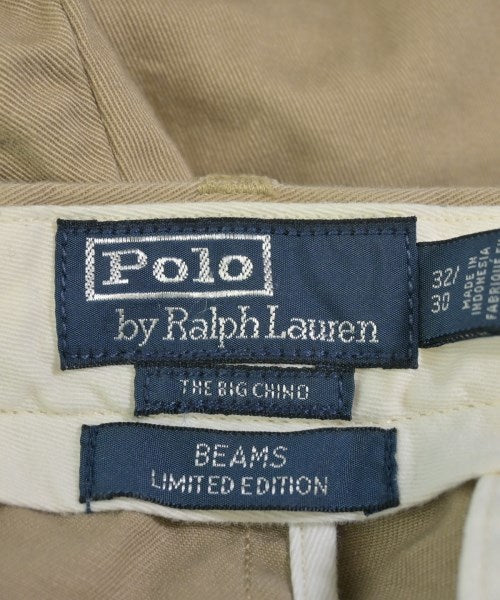 Polo
by Ralph Lauren
32/
30
MADE IN
INDONESIA
THE BIG CHINO
BEAMS
LIMITED EDITION